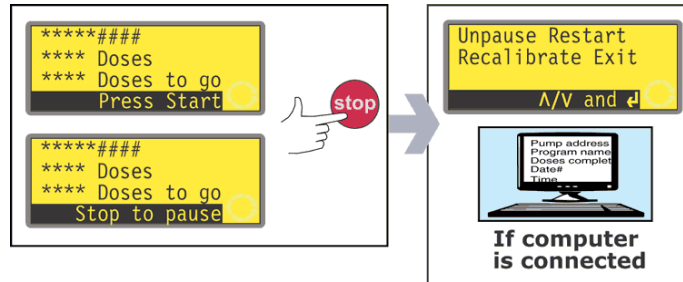 *****####
**** Doses
**** Doses to go
Press Start
*****####
**** Doses
**** Doses to go
Stop to pause
stop
Unpause Restart
Recalibrate Exit
Λ/V and ↲
Pump address
Program name
Doses complet
Date#
Time
If computer
is connected